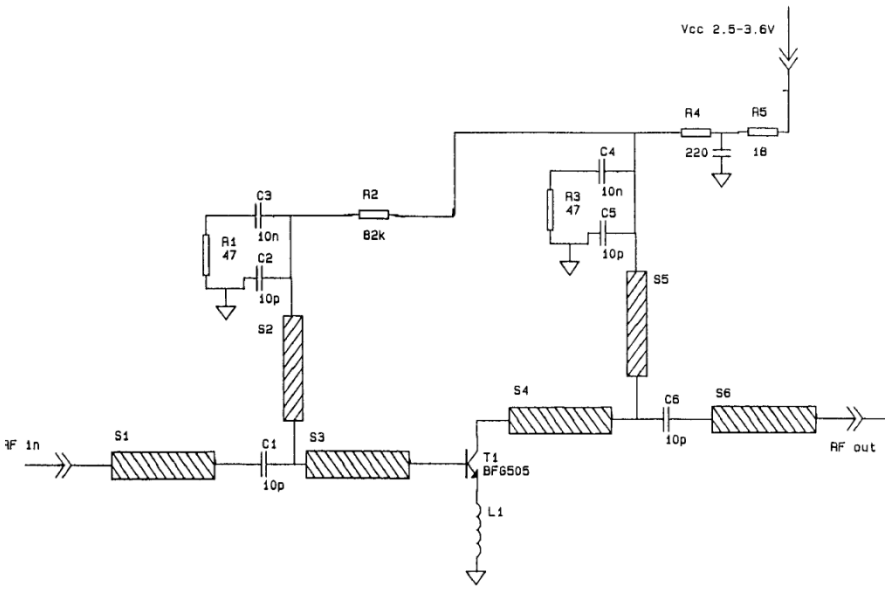 Vcc 2.5-3.6V
R4
R5
220
18
C4
10n
R3
47
C5
10p
C3
10n
R2
82k
R1
47
C2
10p
S5
S2
S4
C6
10p
S6
RF in
S1
C1
10p
S3
T1
BFG505
RF out
L1